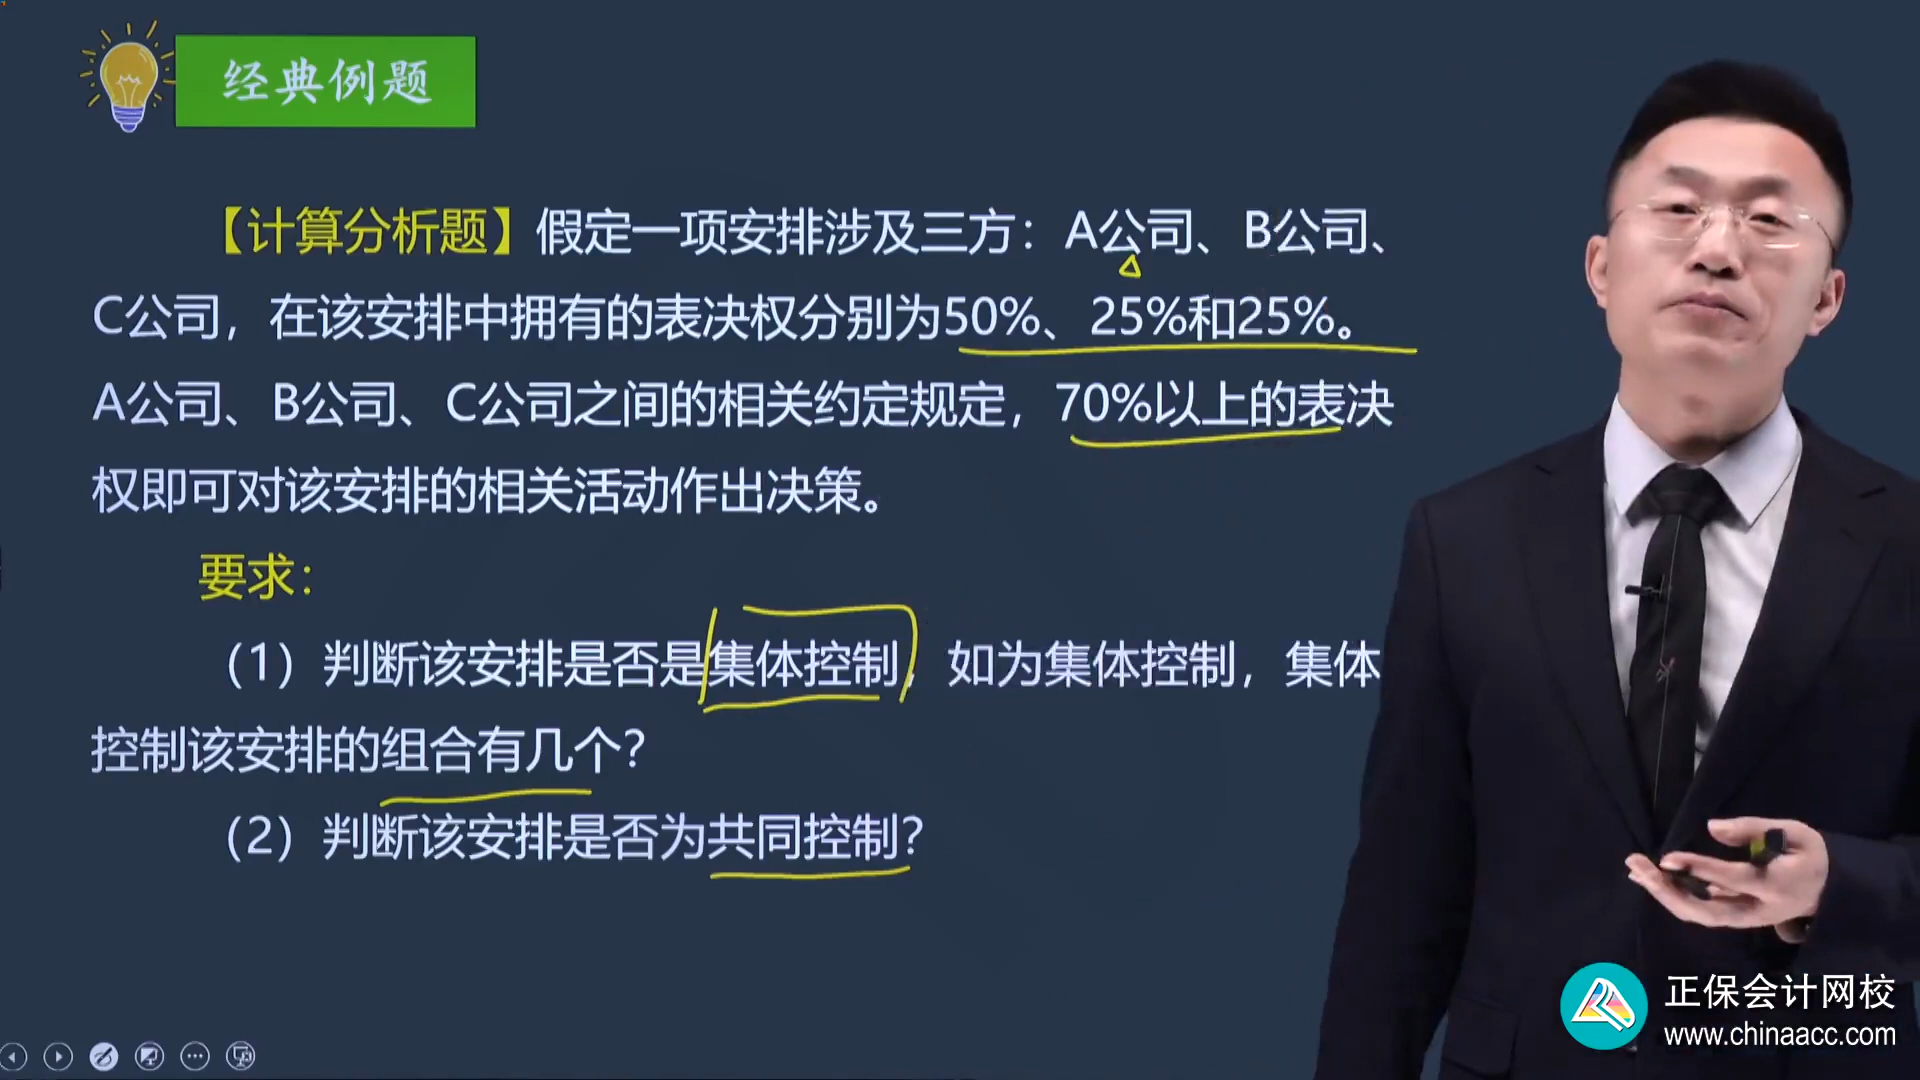 经典例题
【计算分析题】假定一项安排涉及三方：A公司、B公司、
C公司，在该安排中拥有的表决权分别为50%、25%和25%。
A公司、B公司、C公司之间的相关约定规定，70%以上的表决
权即可对该安排的相关活动作出决策。
要求：
（1）判断该安排是否是集体控制，如为集体控制，集体
控制该安排的组合有几个？
（2）判断该安排是否为共同控制？
正保会计网校
www.chinaacc.com